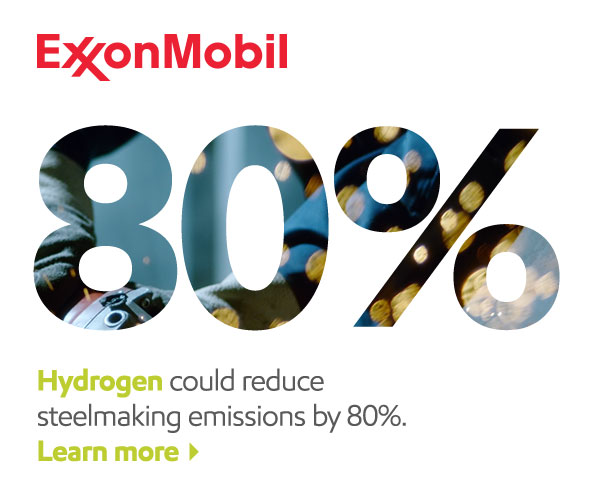 ExxonMobil
80%
Hydrogen could reduce
steelmaking emissions by 80%.
Learn more